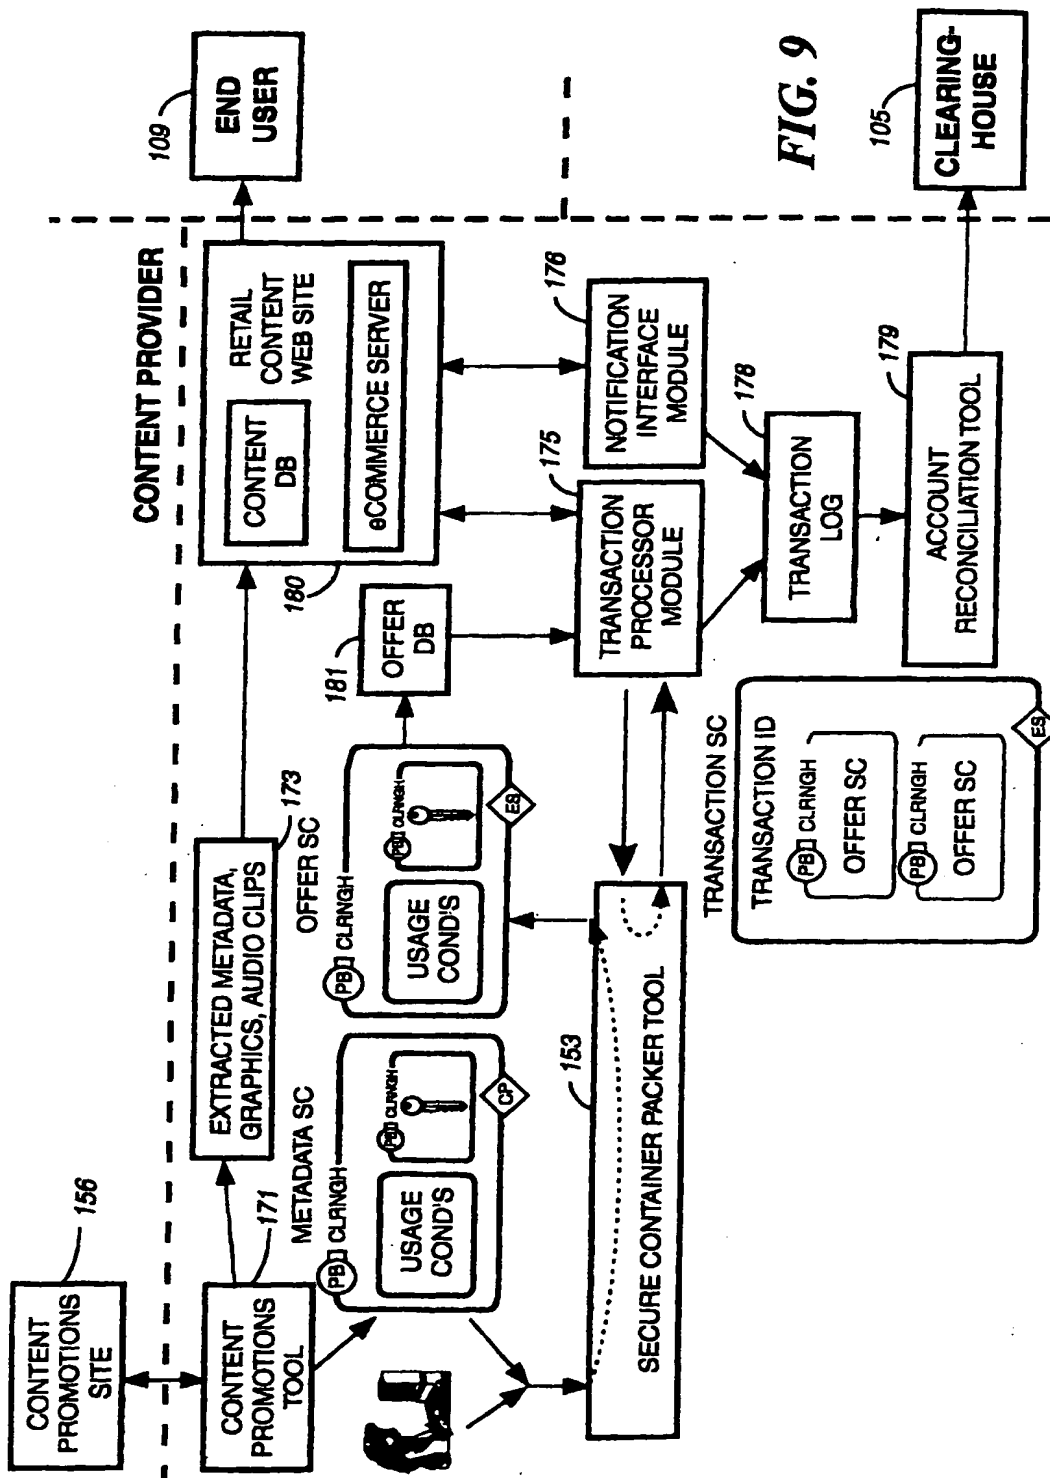 CONTENT
PROMOTIONS
SITE
156
CONTENT PROVIDER
109
END
USER
CONTENT
PROMOTIONS
TOOL
171
EXTRACTED METADATA,
GRAPHICS, AUDIO CLIPS
173
RETAIL
CONTENT
WEB SITE
CONTENT
DB
eCOMMERCE SERVER
180
METADATA SC
PB
CLRNGH
USAGE
COND'S
PB
CLRNGH
CP
OFFER SC
PB
CLRNGH
USAGE
COND'S
PB
CLRNGH
ES
181
OFFER
DB
153
SECURE CONTAINER PACKER TOOL
175
TRANSACTION
PROCESSOR
MODULE
176
NOTIFICATION
INTERFACE
MODULE
178
TRANSACTION
LOG
TRANSACTION SC
TRANSACTION ID
PB
CLRNGH
OFFER SC
PB
CLRNGH
OFFER SC
ES
179
ACCOUNT
RECONCILIATION TOOL
105
CLEARING-
HOUSE
FIG. 9